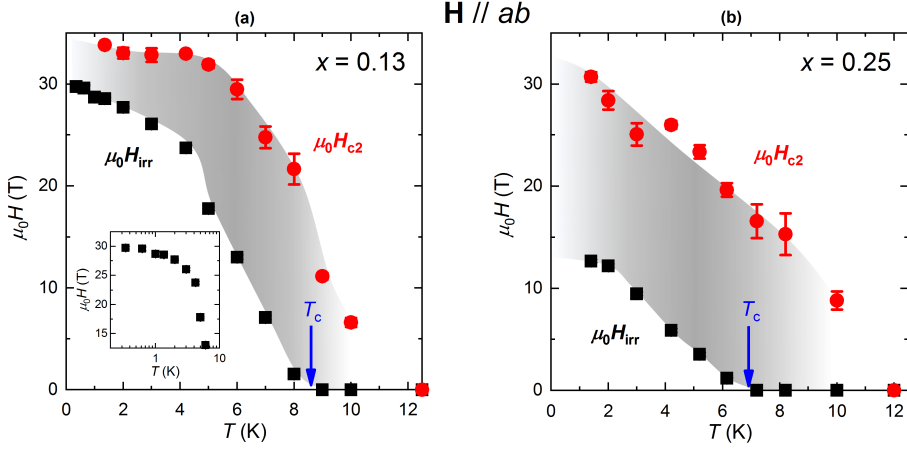 (a)
H // ab
(b)
x = 0.13
x = 0.25
μ₀H (T)
30
20
10
0
μ₀Hc2
μ₀Hirr
Tc
μ₀H (T)
30
25
20
15
1
10
T (K)
0
2
4
6
8
10
12
T (K)
μ₀H (T)
30
20
10
0
μ₀Hc2
μ₀Hirr
Tc
0
2
4
6
8
10
12
T (K)